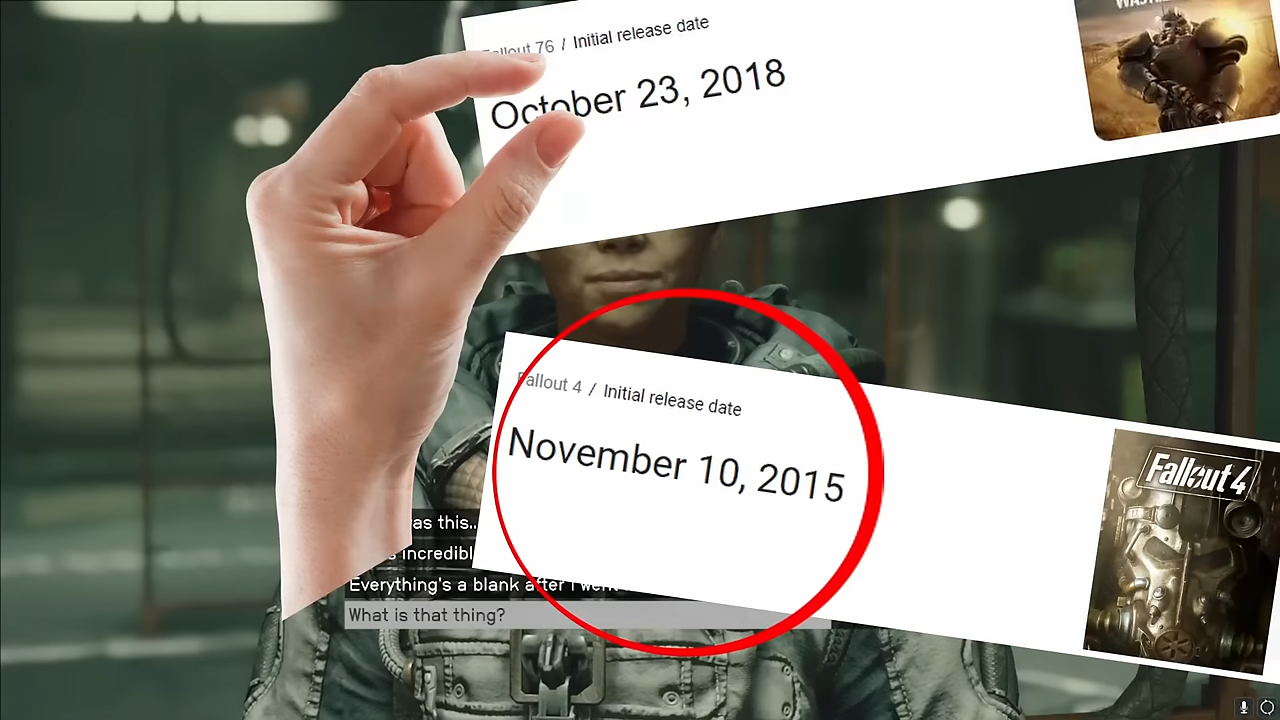 Fallout 76 / Initial release date
October 23, 2018
Fallout 4 / Initial release date
November 10, 2015
Fallout 4
as this..
incredibl
Everything's a blank after I went
What is that thing?